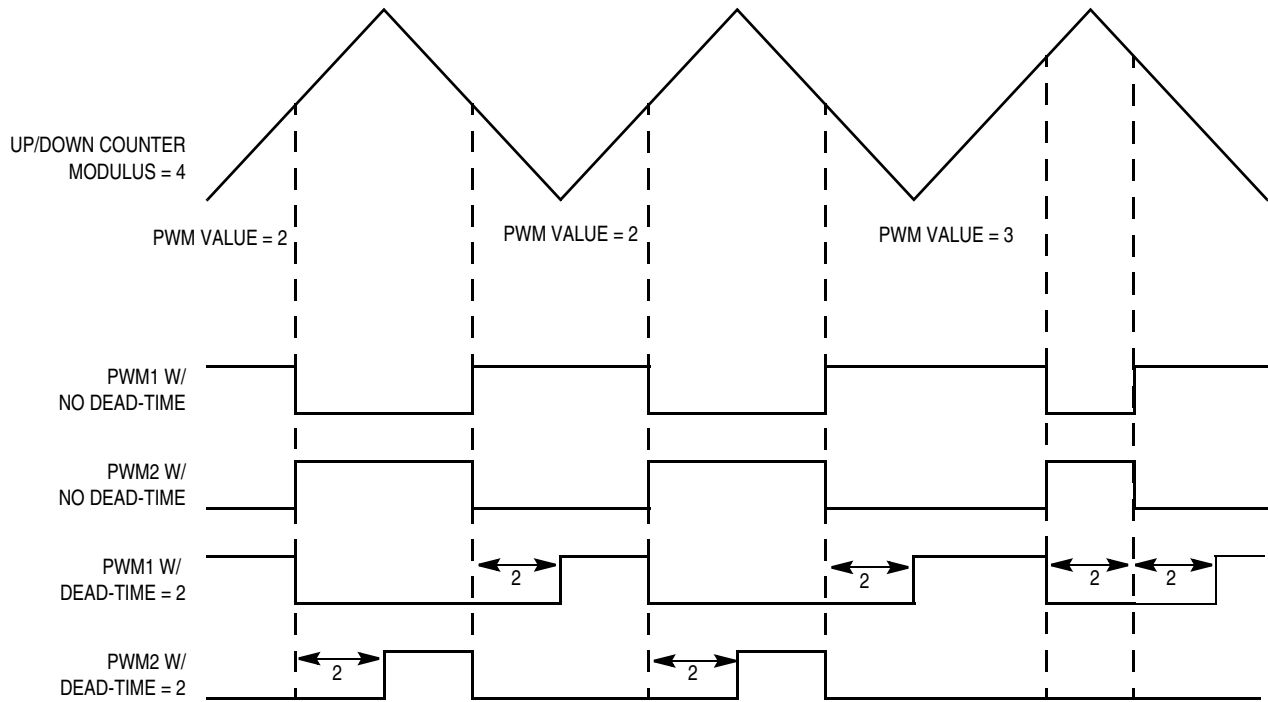 UP/DOWN COUNTER
MODULUS = 4
PWM VALUE = 2
PWM VALUE = 2
PWM VALUE = 3
PWM1 W/
NO DEAD-TIME
PWM2 W/
NO DEAD-TIME
PWM1 W/
DEAD-TIME = 2
2
2
2
2
PWM2 W/
DEAD-TIME = 2
2
2